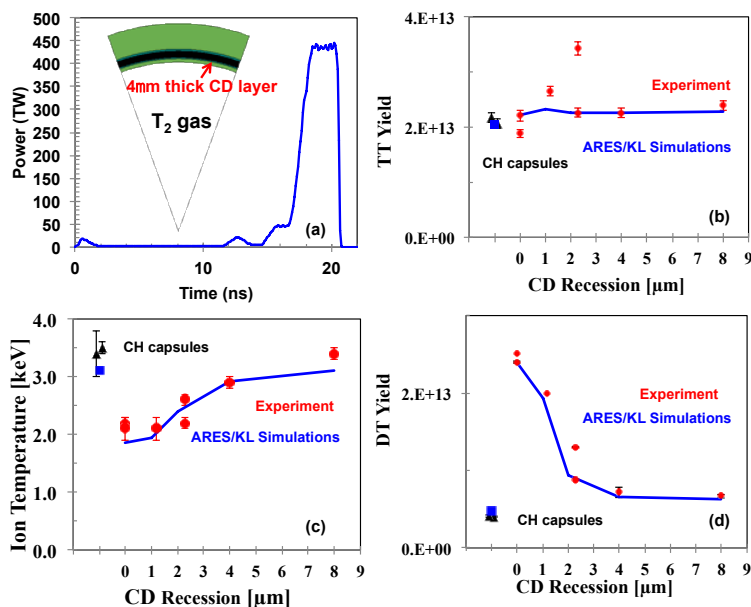 500
450
400
350
300
250
200
150
100
50
0
Power (TW)
4mm thick CD layer
T2 gas
(a)
0
10
20
Time (ns)
4.E+13
2.E+13
0.E+00
TT Yield
Experiment
CH capsules
ARES/KL Simulations
(b)
0 1 2 3 4 5 6 7 8 9
CD Recession [μm]
4.0
3.0
2.0
1.0
0.0
Ion Temperature [keV]
CH capsules
Experiment
ARES/KL Simulations
(c)
0 1 2 3 4 5 6 7 8 9
CD Recession [μm]
2.E+13
0.E+00
DT Yield
Experiment
ARES/KL Simulations
CH capsules
(d)
0 1 2 3 4 5 6 7 8 9
CD Recession [μm]